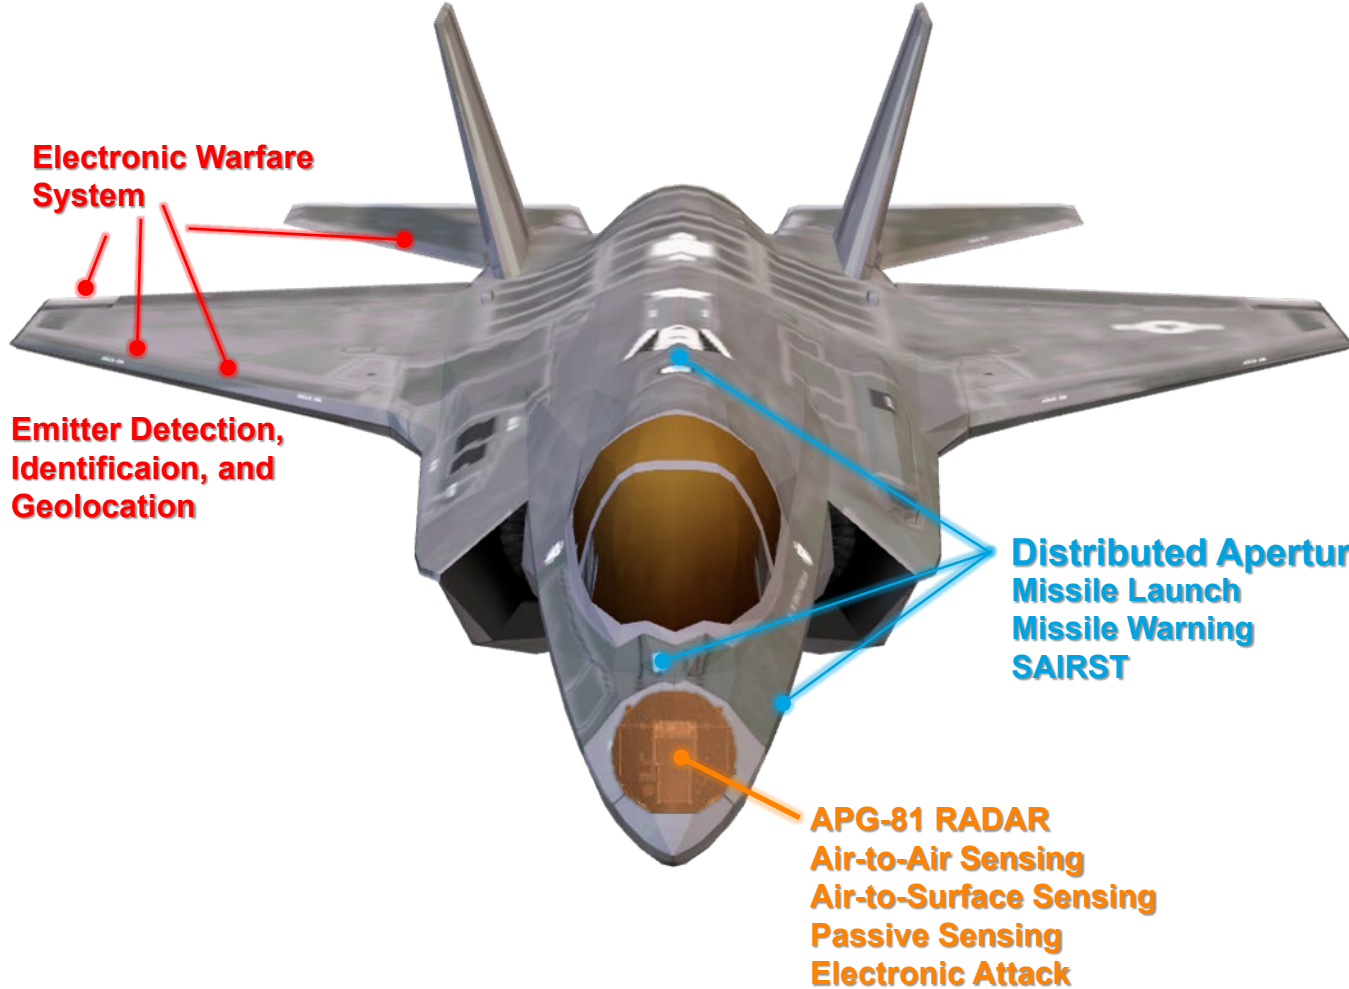 Electronic Warfare
System
Emitter Detection,
Identificaion, and
Geolocation
Distributed Apertur
Missile Launch
Missile Warning
SAIRST
APG-81 RADAR
Air-to-Air Sensing
Air-to-Surface Sensing
Passive Sensing
Electronic Attack